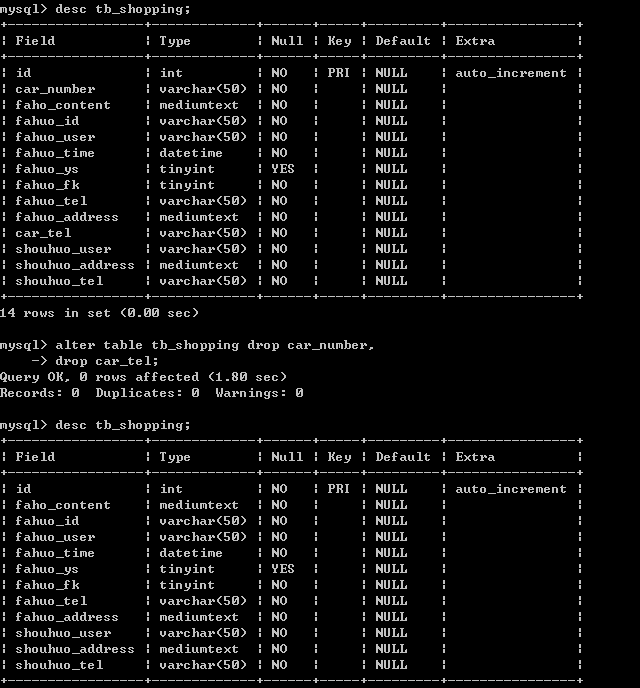 mysql> desc tb_shopping;
+-----------------+-------------+------+-----+---------+----------------+
| Field           | Type        | Null | Key | Default | Extra          |
+-----------------+-------------+------+-----+---------+----------------+
| id              | int         | NO   | PRI | NULL    | auto_increment |
| car_number      | varchar(50) | NO   |     | NULL    |                |
| faho_content    | mediumtext  | NO   |     | NULL    |                |
| fahuo_id        | varchar(50) | NO   |     | NULL    |                |
| fahuo_user      | varchar(50) | NO   |     | NULL    |                |
| fahuo_time      | datetime    | NO   |     | NULL    |                |
| fahuo_ys        | tinyint     | YES  |     | NULL    |                |
| fahuo_fk        | tinyint     | NO   |     | NULL    |                |
| fahuo_tel       | varchar(50) | NO   |     | NULL    |                |
| fahuo_address   | mediumtext  | NO   |     | NULL    |                |
| car_tel         | varchar(50) | NO   |     | NULL    |                |
| shouhuo_user    | varchar(50) | NO   |     | NULL    |                |
| shouhuo_address | mediumtext  | NO   |     | NULL    |                |
| shouhuo_tel     | varchar(50) | NO   |     | NULL    |                |
+-----------------+-------------+------+-----+---------+----------------+
14 rows in set (0.00 sec)
mysql> alter table tb_shopping drop car_number,
    -> drop car_tel;
Query OK, 0 rows affected (1.80 sec)
Records: 0  Duplicates: 0  Warnings: 0
mysql> desc tb_shopping;
+-----------------+-------------+------+-----+---------+----------------+
| Field           | Type        | Null | Key | Default | Extra          |
+-----------------+-------------+------+-----+---------+----------------+
| id              | int         | NO   | PRI | NULL    | auto_increment |
| faho_content    | mediumtext  | NO   |     | NULL    |                |
| fahuo_id        | varchar(50) | NO   |     | NULL    |                |
| fahuo_user      | varchar(50) | NO   |     | NULL    |                |
| fahuo_time      | datetime    | NO   |     | NULL    |                |
| fahuo_ys        | tinyint     | YES  |     | NULL    |                |
| fahuo_fk        | tinyint     | NO   |     | NULL    |                |
| fahuo_tel       | varchar(50) | NO   |     | NULL    |                |
| fahuo_address   | mediumtext  | NO   |     | NULL    |                |
| shouhuo_user    | varchar(50) | NO   |     | NULL    |                |
| shouhuo_address | mediumtext  | NO   |     | NULL    |                |
| shouhuo_tel     | varchar(50) | NO   |     | NULL    |                |
+-----------------+-------------+------+-----+---------+----------------+